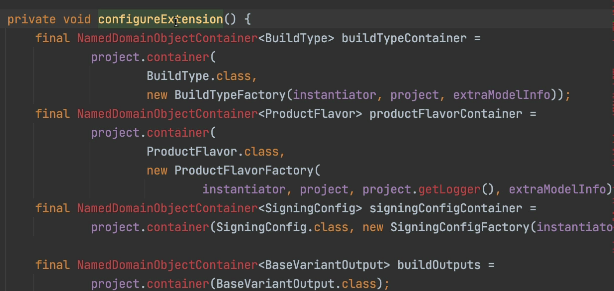 private void configureExtension() {
    final NamedDomainObjectContainer<BuildType> buildTypeContainer =
            project.container(
                    BuildType.class,
                    new BuildTypeFactory(instantiator, project, extraModelInfo));
    final NamedDomainObjectContainer<ProductFlavor> productFlavorContainer =
            project.container(
                    ProductFlavor.class,
                    new ProductFlavorFactory(
                            instantiator, project, project.getLogger(), extraModelInfo)
    final NamedDomainObjectContainer<SigningConfig> signingConfigContainer =
            project.container(SigningConfig.class, new SigningConfigFactory(instantiato
    final NamedDomainObjectContainer<BaseVariantOutput> buildOutputs =
            project.container(BaseVariantOutput.class);